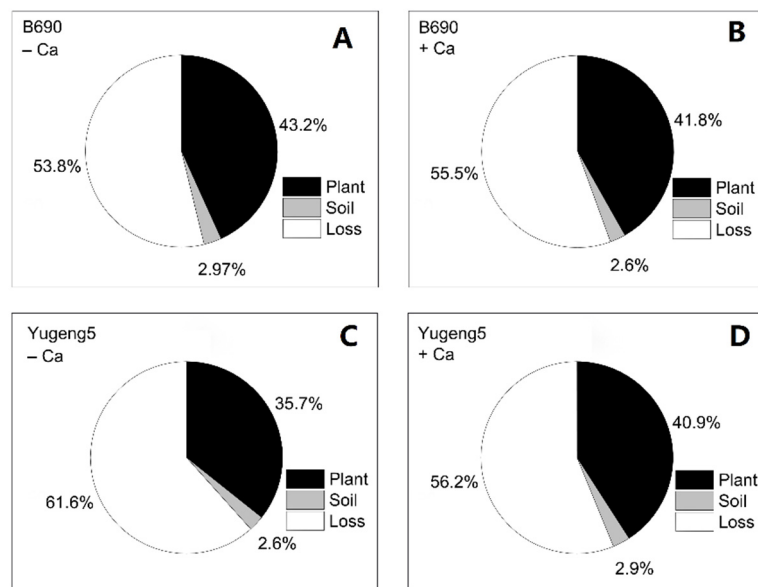 B690
– Ca
A
43.2%
53.8%
2.97%
Plant
Soil
Loss
B690
+ Ca
B
41.8%
55.5%
2.6%
Plant
Soil
Loss
Yugeng5
– Ca
C
35.7%
61.6%
2.6%
Plant
Soil
Loss
Yugeng5
+ Ca
D
40.9%
56.2%
2.9%
Plant
Soil
Loss